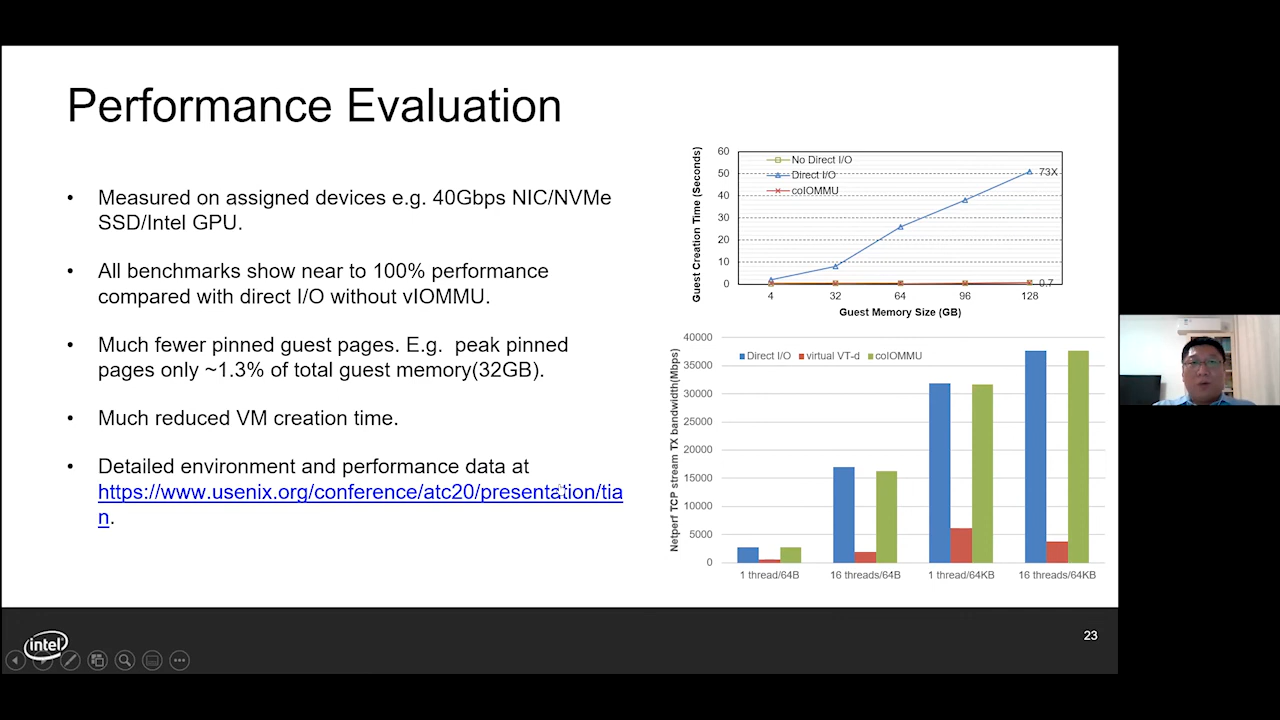 Performance Evaluation
• Measured on assigned devices e.g. 40Gbps NIC/NVMe
SSD/Intel GPU.
• All benchmarks show near to 100% performance
compared with direct I/O without vIOMMU.
• Much fewer pinned guest pages. E.g. peak pinned
pages only ~1.3% of total guest memory(32GB).
• Much reduced VM creation time.
• Detailed environment and performance data at
https://www.usenix.org/conference/atc20/presentation/tia
n.
Guest Creation Time (Seconds)
60
50
40
30
20
10
0
No Direct I/O
Direct I/O
coIOMMU
73X
0.7
4 32 64 96 128
Guest Memory Size (GB)
Netperf TCP stream TX bandwidth(Mbps)
40000
35000
30000
25000
20000
15000
10000
5000
0
Direct I/O virtual VT-d coIOMMU
1 thread/64B 16 threads/64B 1 thread/64KB 16 threads/64KB
intel
23